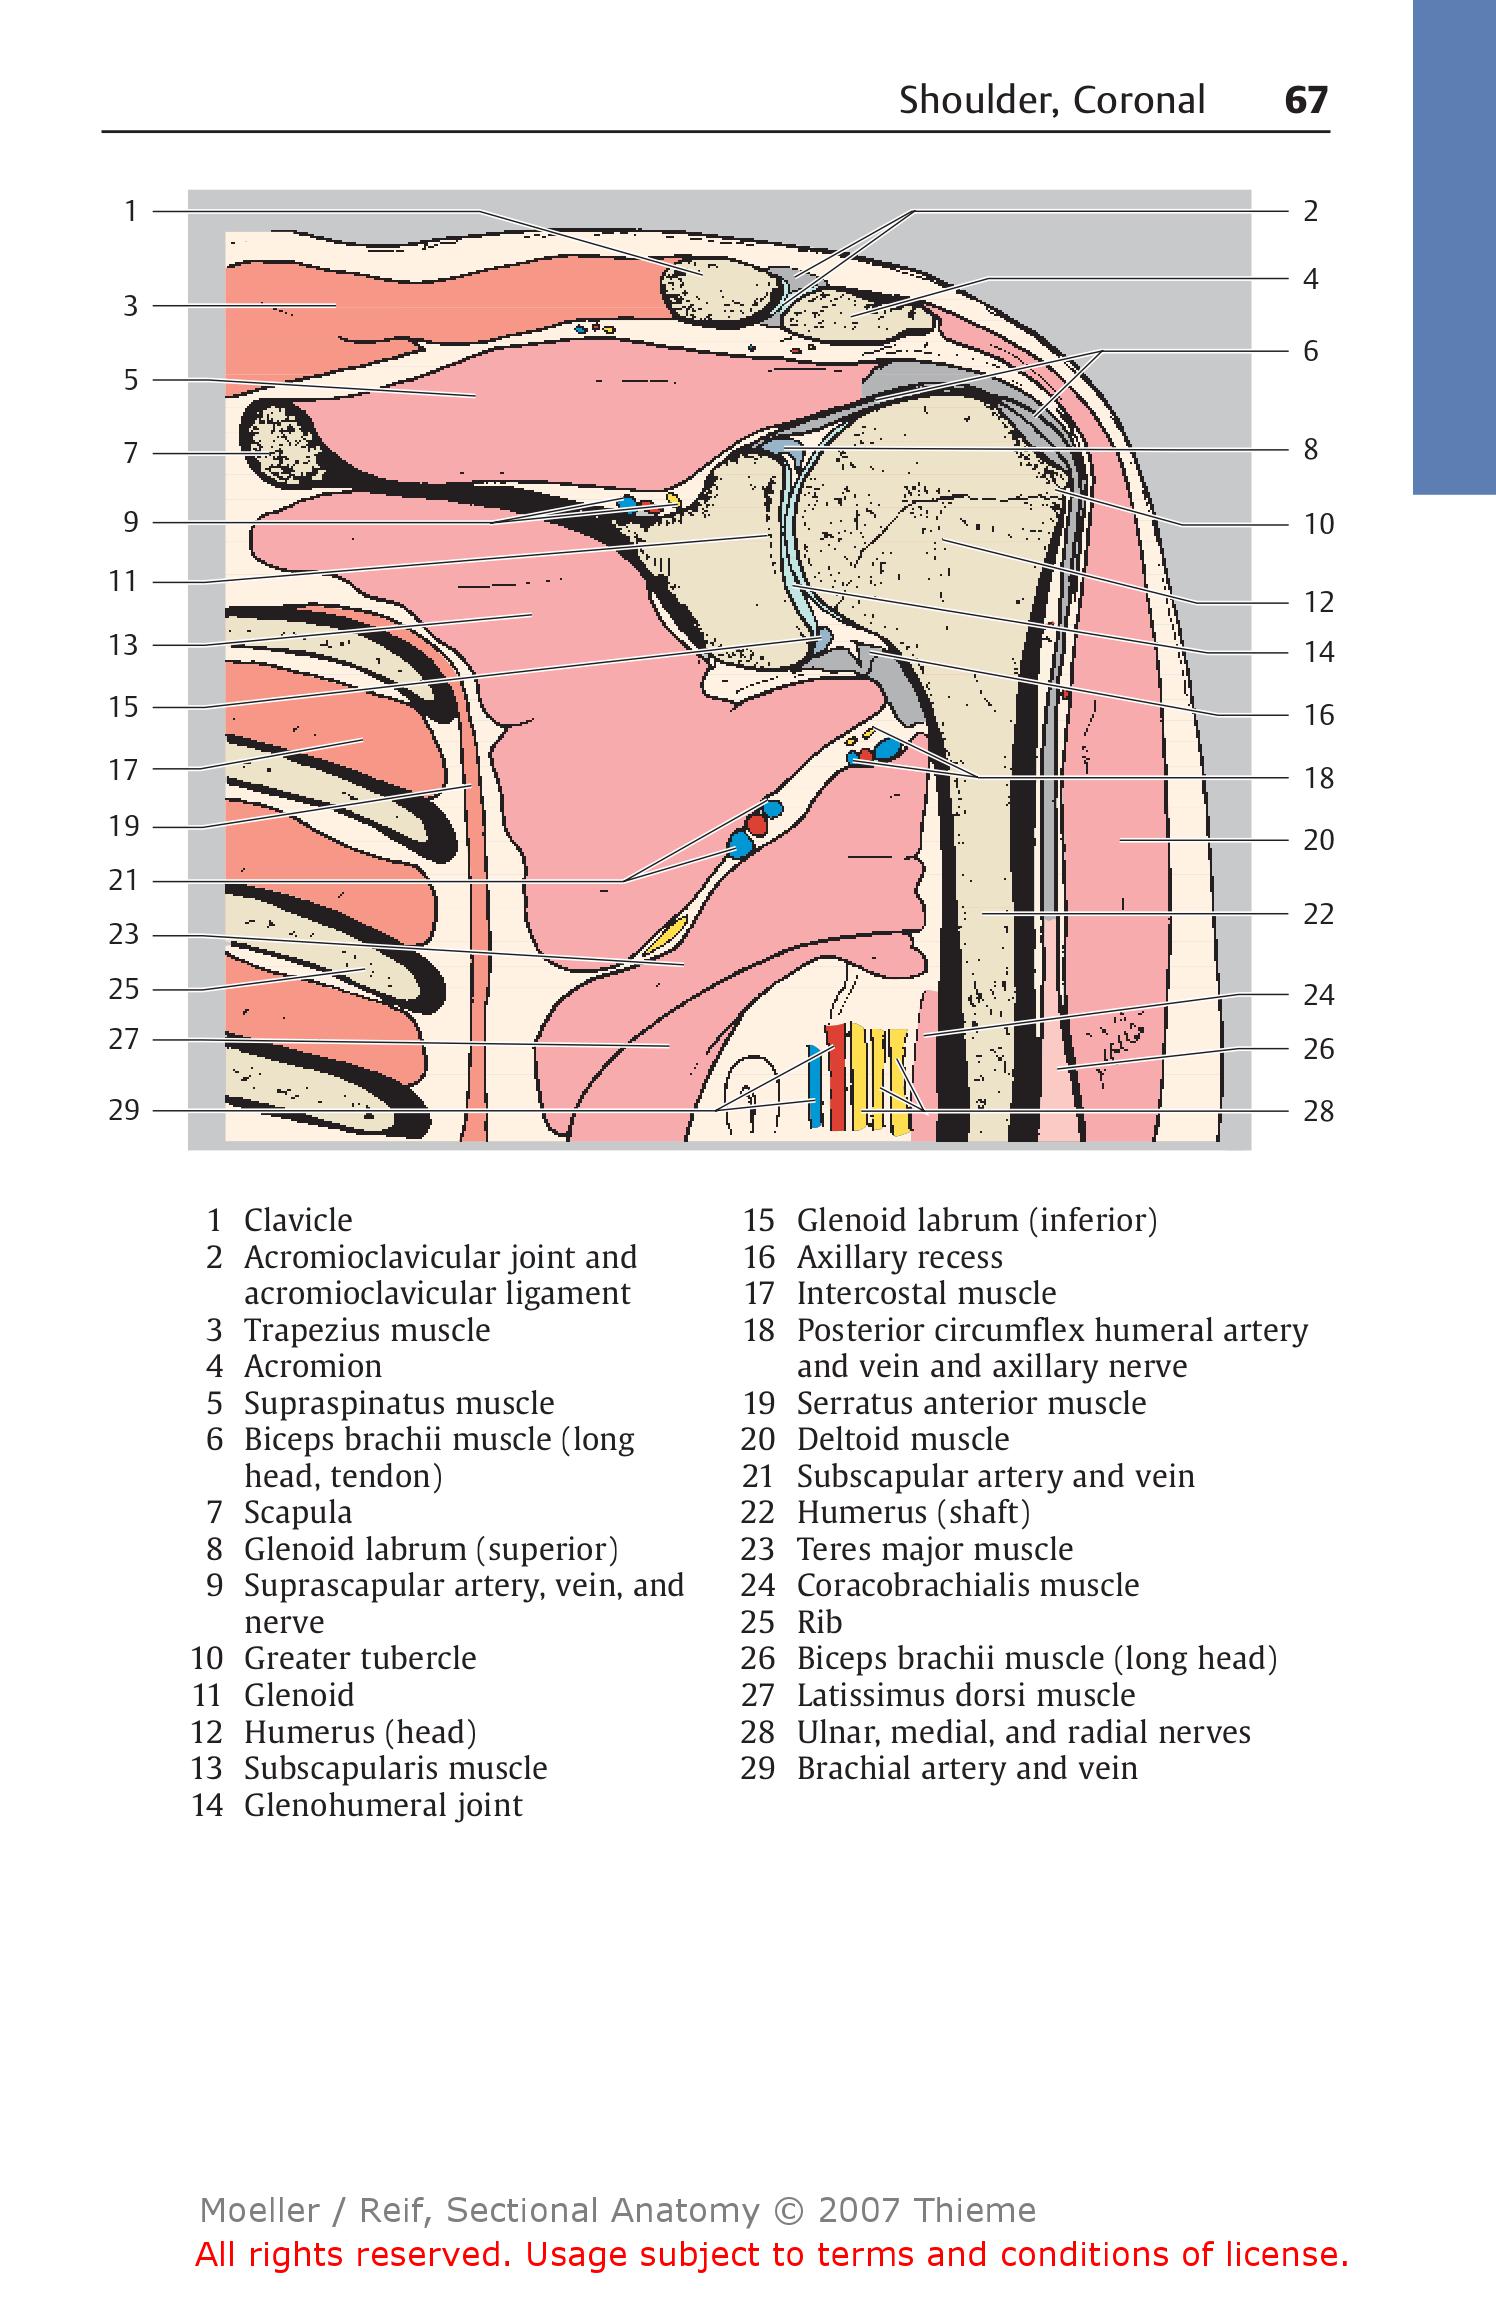 Shoulder, Coronal 67
1
2
3
4
5
6
7
8
9
10
11
12
13
14
15
16
17
18
19
20
21
22
23
24
25
26
27
28
29
1 Clavicle
2 Acromioclavicular joint and
acromioclavicular ligament
3 Trapezius muscle
4 Acromion
5 Supraspinatus muscle
6 Biceps brachii muscle (long
head, tendon)
7 Scapula
8 Glenoid labrum (superior)
9 Suprascapular artery, vein, and
nerve
10 Greater tubercle
11 Glenoid
12 Humerus (head)
13 Subscapularis muscle
14 Glenohumeral joint
15 Glenoid labrum (inferior)
16 Axillary recess
17 Intercostal muscle
18 Posterior circumflex humeral artery
and vein and axillary nerve
19 Serratus anterior muscle
20 Deltoid muscle
21 Subscapular artery and vein
22 Humerus (shaft)
23 Teres major muscle
24 Coracobrachialis muscle
25 Rib
26 Biceps brachii muscle (long head)
27 Latissimus dorsi muscle
28 Ulnar, medial, and radial nerves
29 Brachial artery and vein
Moeller / Reif, Sectional Anatomy © 2007 Thieme
All rights reserved. Usage subject to terms and conditions of license.